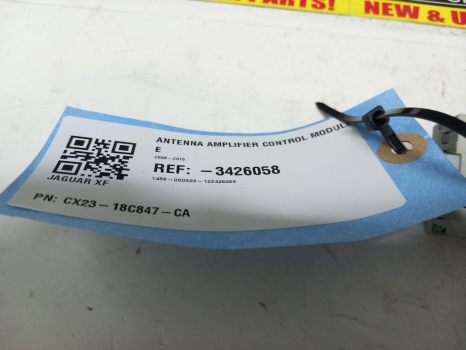 PARTS!
NEW & U
ANTENNA AMPLIFIER CONTROL MODUL
E
2008-2015
REF: -3426058
JAGUAR XF
PN: CX23-18C847-CA